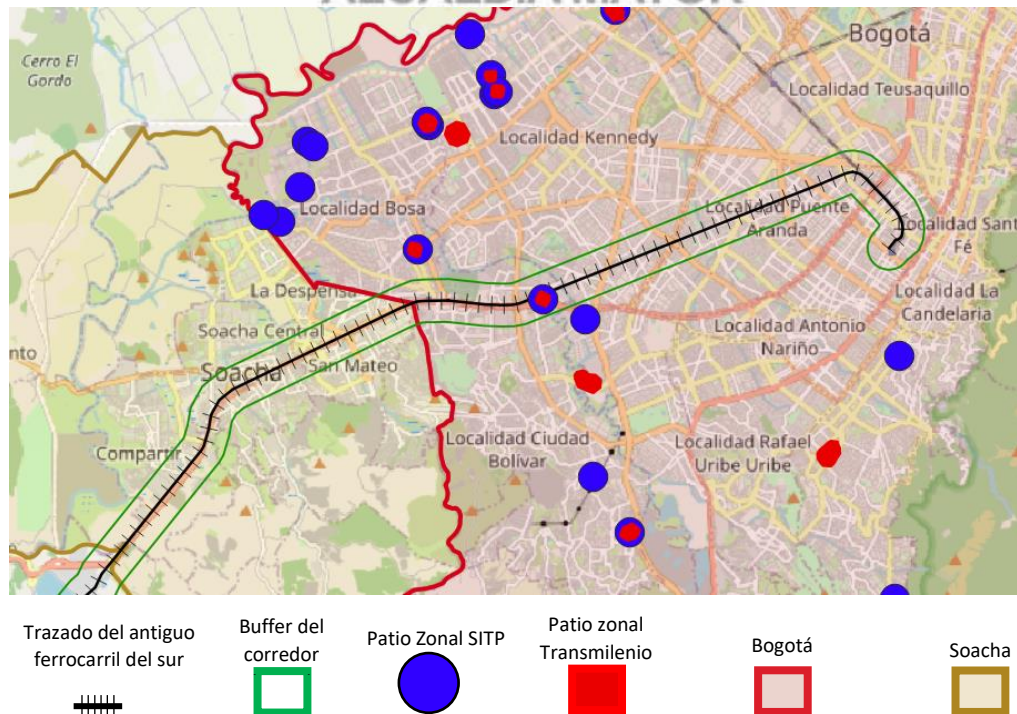 Cerro El
Gordo
Bogotá
Localidad Teusaquillo
Localidad Kennedy
Localidad Bosa
Localidad Puente
Aranda
Localidad Sant
Fé
La Despensa
Localidad La
Candelaria
Soacha Central
Localidad Antonio
Nariño
nto
San Mateo
Soacha
Compartir
Localidad Ciudad
Bolívar
Localidad Rafael
Uribe Uribe
Trazado del antiguo
ferrocarril del sur
Buffer del
corredor
Patio Zonal SITP
Patio zonal
Transmilenio
Bogotá
Soacha